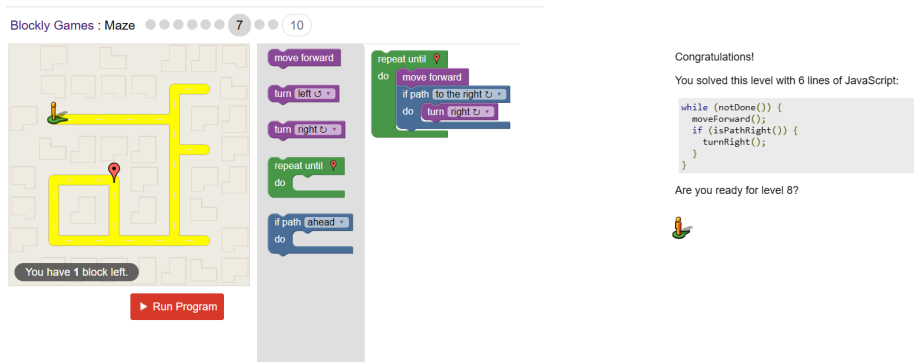 Blockly Games : Maze 7 10
move forward
turn left ↺ ▾
turn right ↻ ▾
repeat until
do
if path ahead ▾
do
repeat until
do move forward
if path to the right ↻ ▾
do turn right ↻ ▾
You have 1 block left.
Run Program
Congratulations!
You solved this level with 6 lines of JavaScript:
while (notDone()) {
moveForward();
if (isPathRight()) {
turnRight();
}
}
Are you ready for level 8?